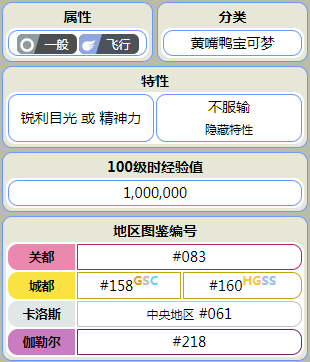 属性
分类
一般 飞行
黄嘴鸭宝可梦
特性
锐利目光 或 精神力
不服输
隐藏特性
100级时经验值
1,000,000
地区图鉴编号
关都 #083
城都 #158GSC #160HGSS
卡洛斯 中央地区 #061
伽勒尔 #218